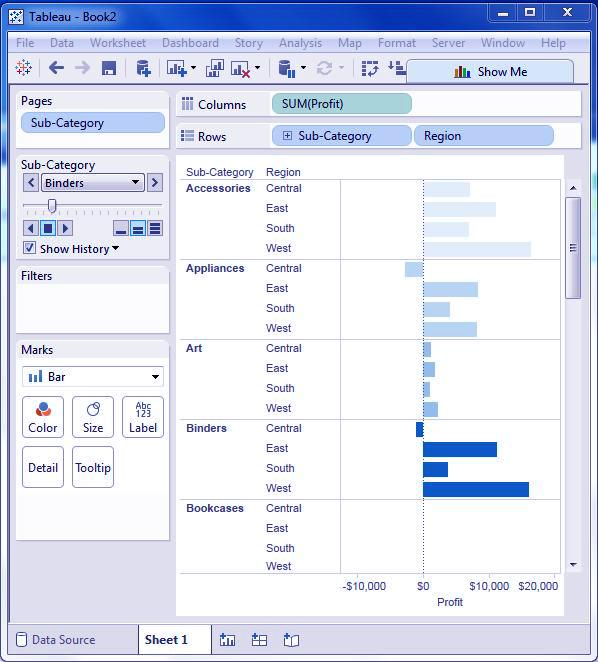 Tableau - Book2
File Data Worksheet Dashboard Story Analysis Map Format Server Window Help
Show Me
Pages
Sub-Category
Columns SUM(Profit)
Rows Sub-Category Region
Sub-Category
Binders
Show History
Filters
Marks
Bar
Color Size Abc 123 Label
Detail Tooltip
Sub-Category Region
Accessories Central
East
South
West
Appliances Central
East
South
West
Art Central
East
South
West
Binders Central
East
South
West
Bookcases Central
East
South
West
-$10,000 $0 $10,000 $20,000
Profit
Data Source Sheet 1